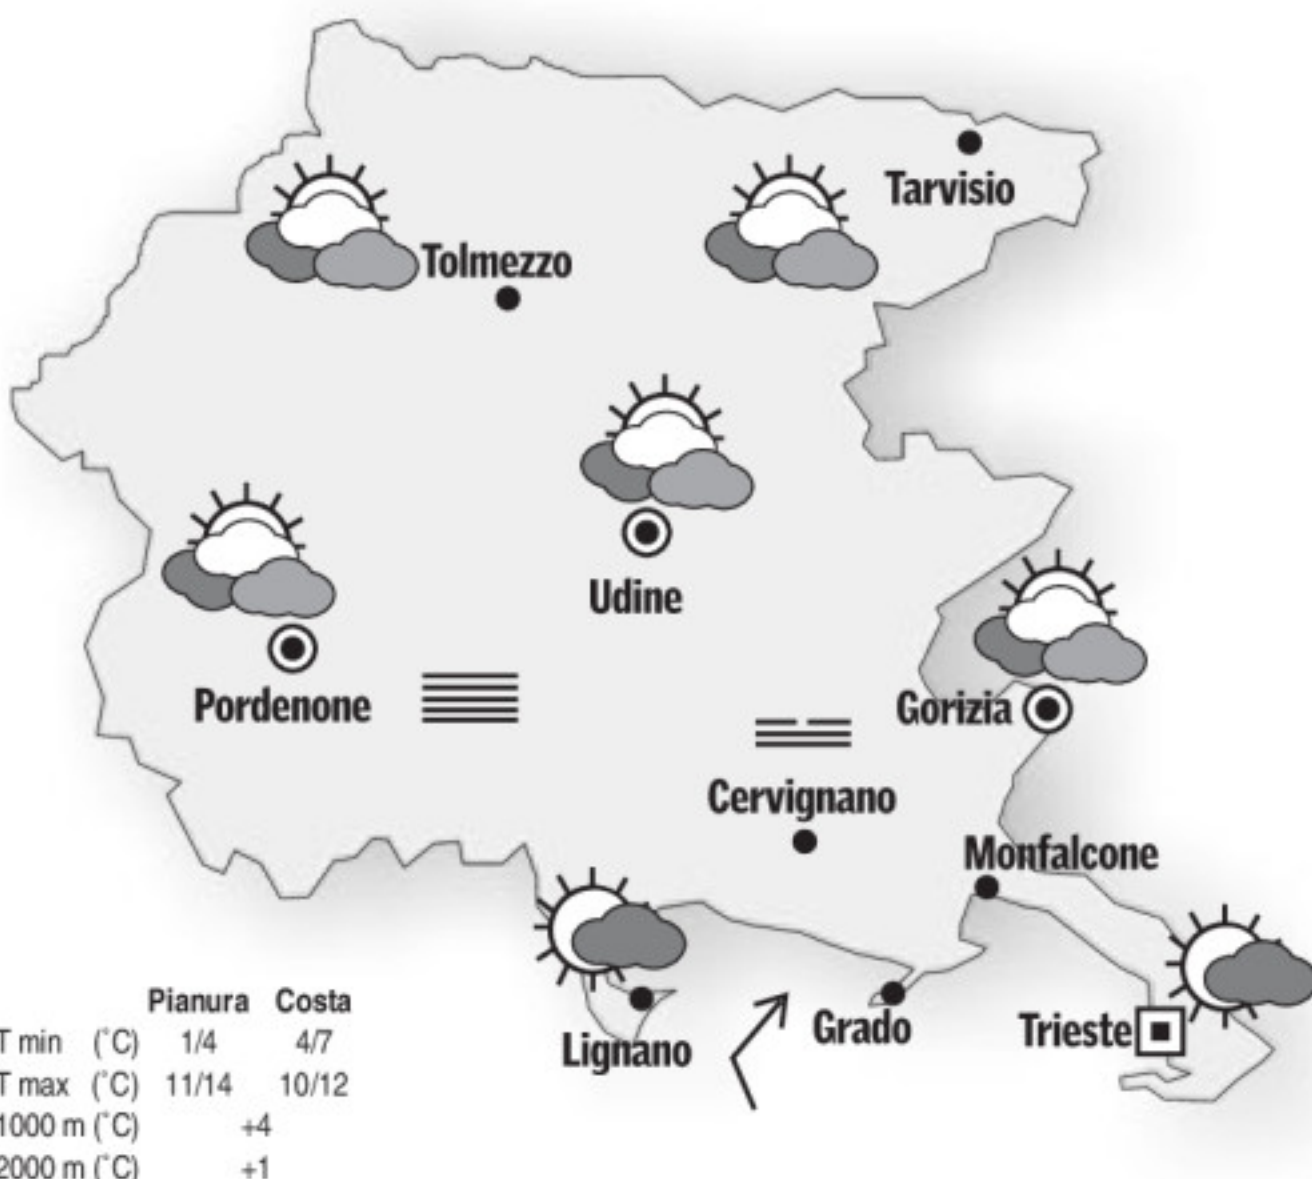 Tarvisio
Tolmezzo
Udine
Pordenone
Gorizia
Cervignano
Monfalcone
Grado
Trieste
Lignano
Pianura Costa
T min (°C) 1/4 4/7
T max (°C) 11/14 10/12
1000 m (°C) +4
2000 m (°C) +1